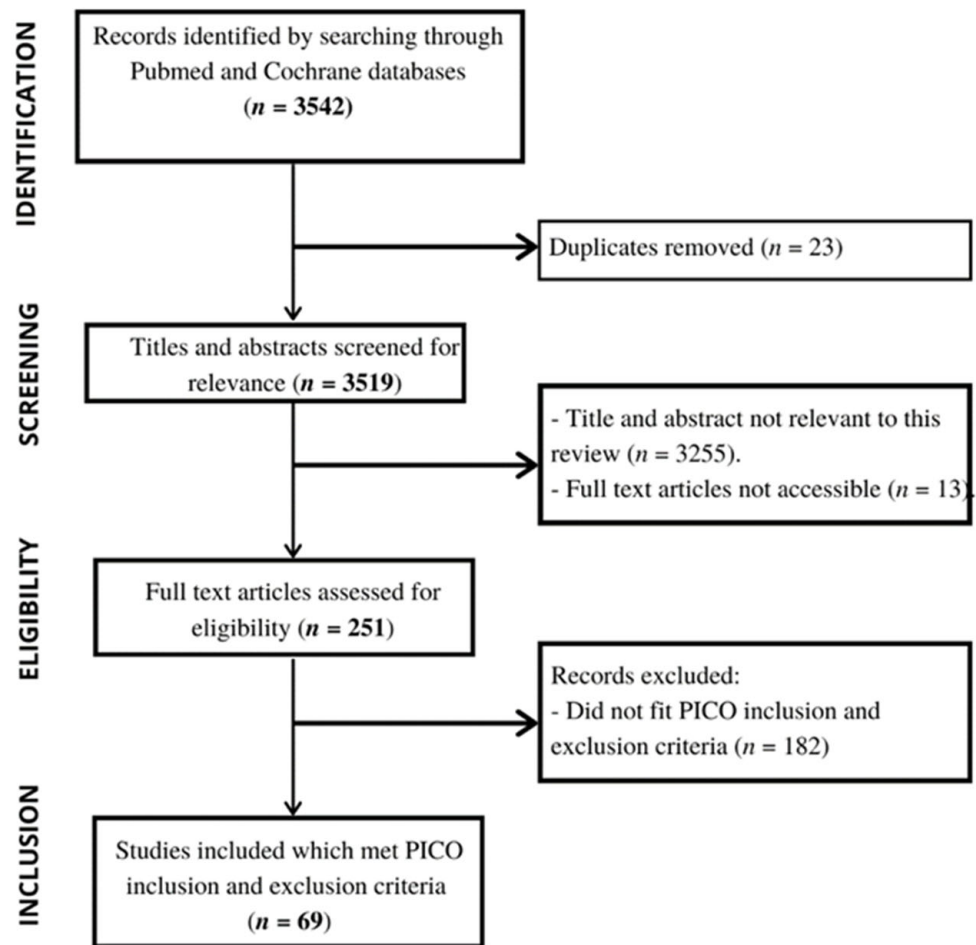 IDENTIFICATION
Records identified by searching through
Pubmed and Cochrane databases
(n = 3542)
Duplicates removed (n = 23)
SCREENING
Titles and abstracts screened for
relevance (n = 3519)
- Title and abstract not relevant to this
review (n = 3255).
- Full text articles not accessible (n = 13).
ELIGIBILITY
Full text articles assessed for
eligibility (n = 251)
Records excluded:
- Did not fit PICO inclusion and
exclusion criteria (n = 182)
INCLUSION
Studies included which met PICO
inclusion and exclusion criteria
(n = 69)